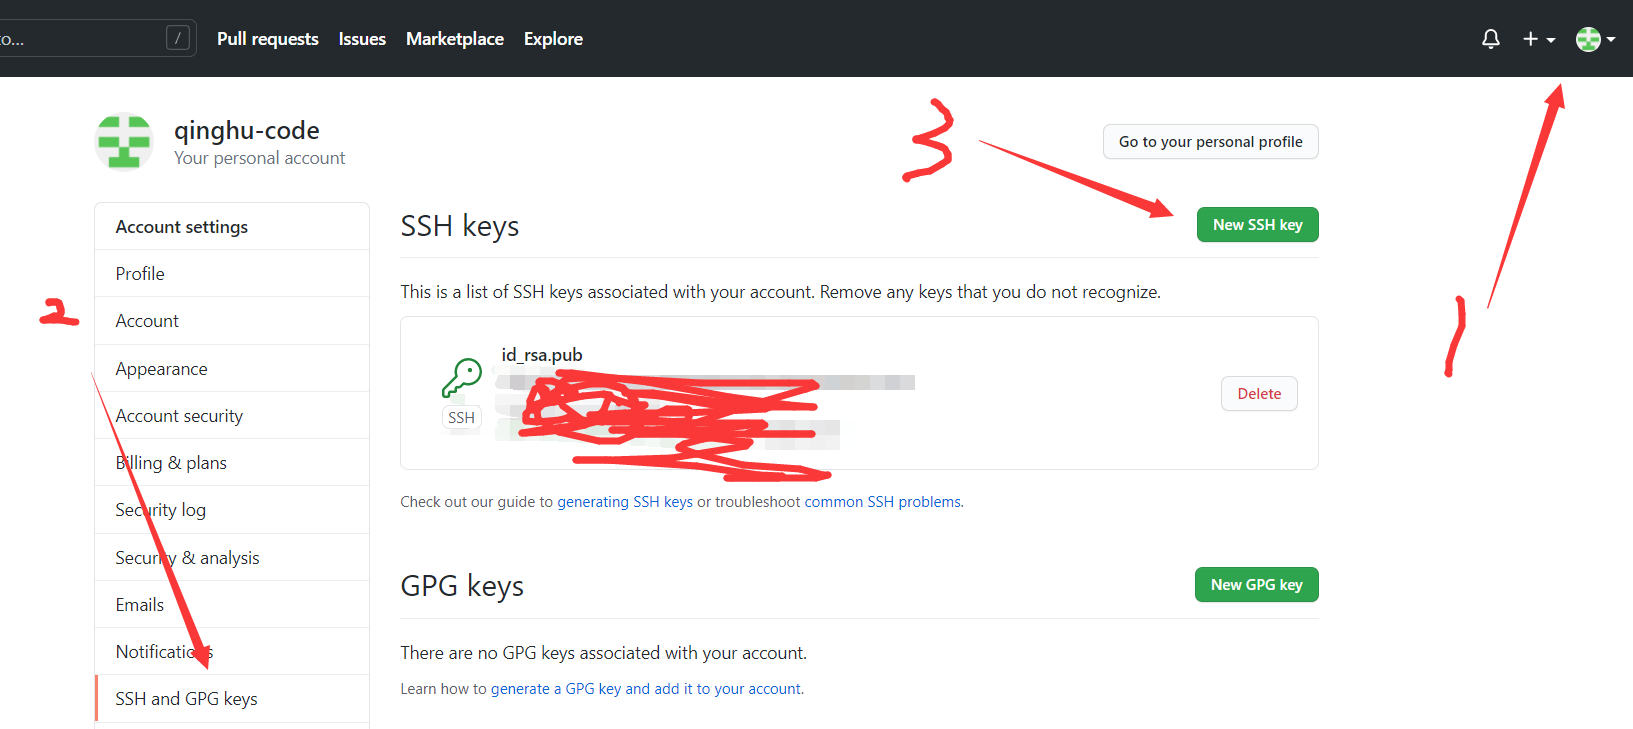 to...
/
Pull requests
Issues
Marketplace
Explore
qinghu-code
Your personal account
Go to your personal profile
3
1
2
Account settings
Profile
Account
Appearance
Account security
Billing & plans
Security log
Security & analysis
Emails
Notifications
SSH and GPG keys
SSH keys
New SSH key
This is a list of SSH keys associated with your account. Remove any keys that you do not recognize.
id_rsa.pub
SSH
Delete
Check out our guide to generating SSH keys or troubleshoot common SSH problems.
GPG keys
New GPG key
There are no GPG keys associated with your account.
Learn how to generate a GPG key and add it to your account.